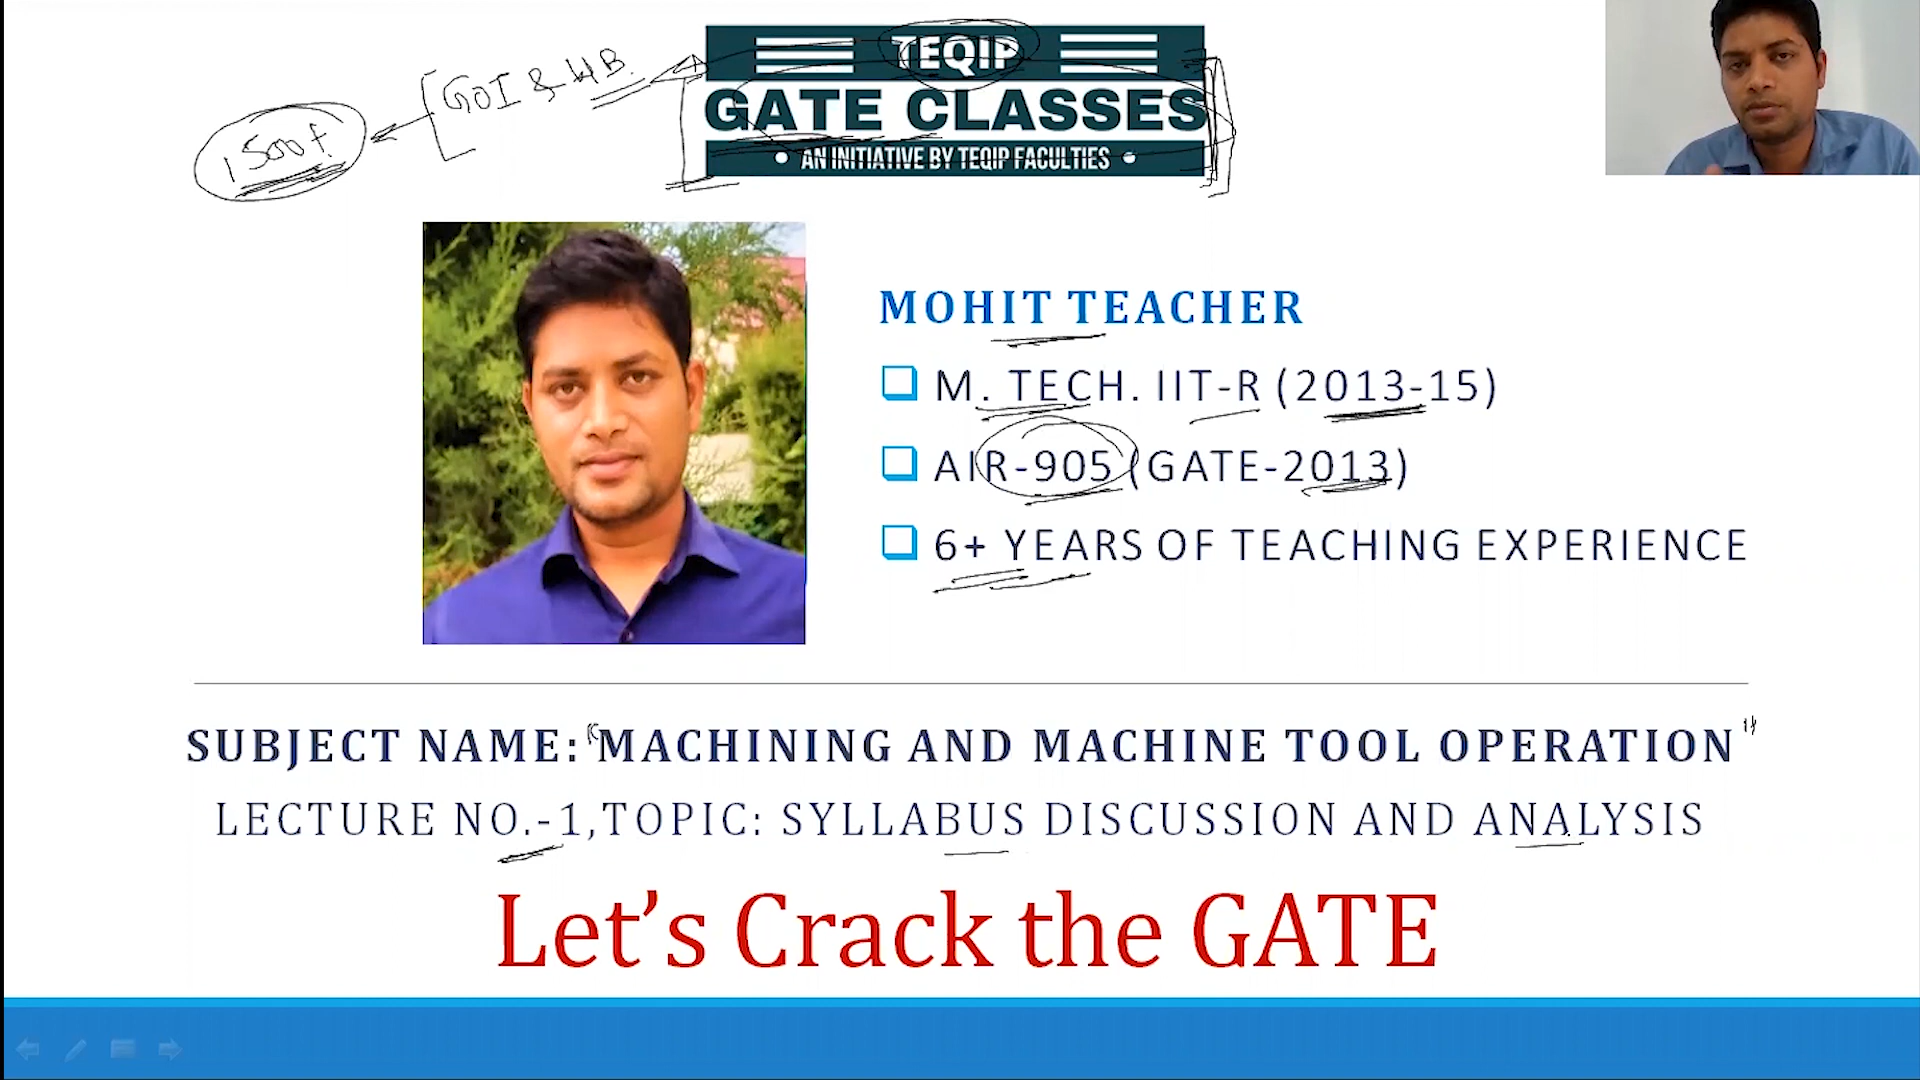 TEQIP
GATE CLASSES
• AN INITIATIVE BY TEQIP FACULTIES •
GOI & WB.
1500f
MOHIT TEACHER
❑ M. TECH. IIT-R (2013-15)
❑ AIR-905 (GATE-2013)
❑ 6+ YEARS OF TEACHING EXPERIENCE
SUBJECT NAME: “MACHINING AND MACHINE TOOL OPERATION”
LECTURE NO.-1,TOPIC: SYLLABUS DISCUSSION AND ANALYSIS
Let’s Crack the GATE